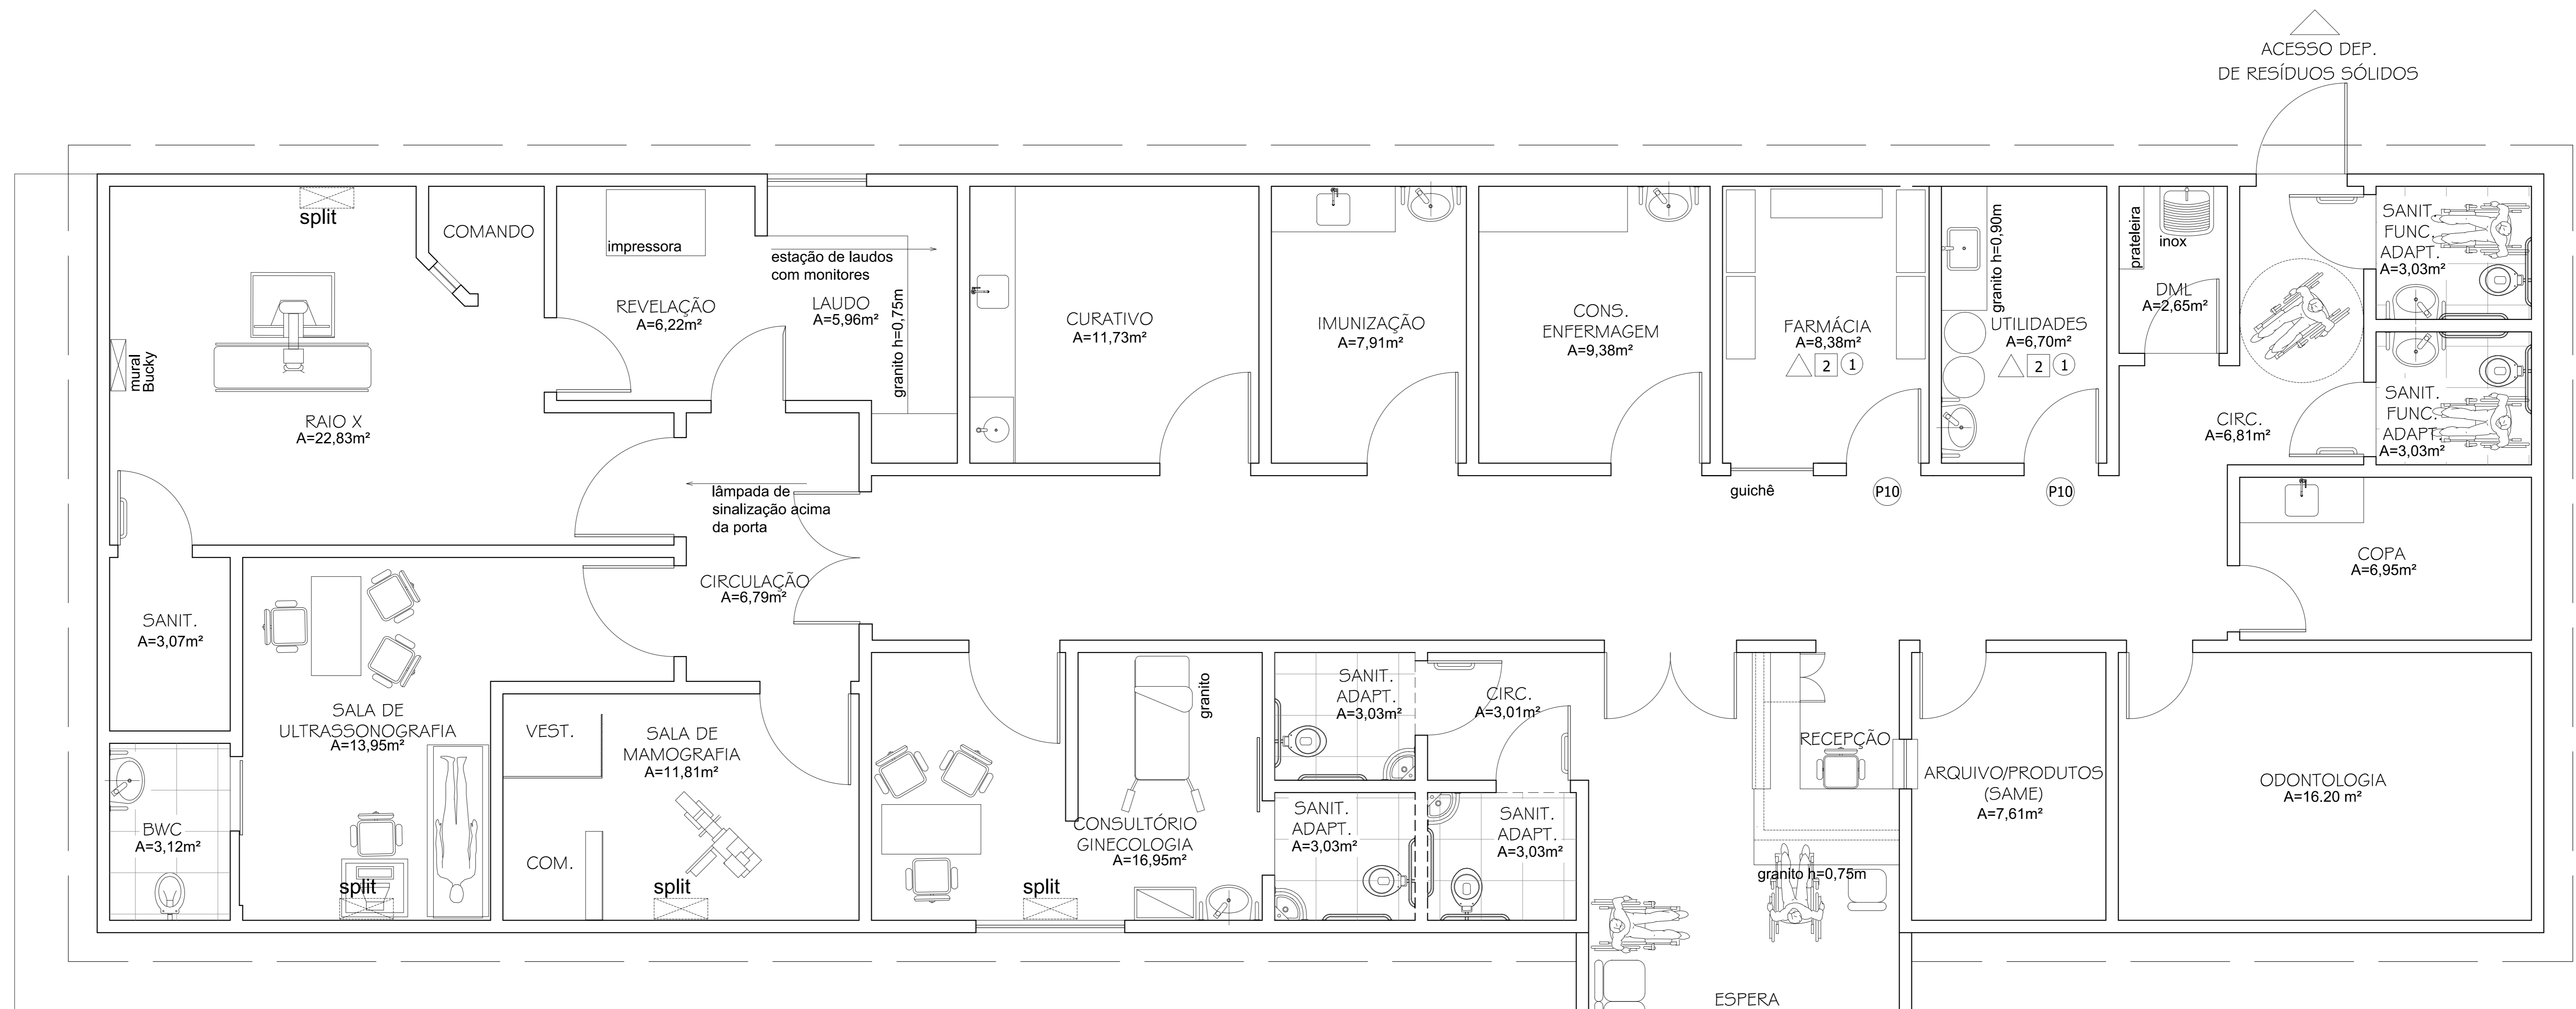 ACESSO DEP.
DE RESÍDUOS SÓLIDOS
split
COMANDO
impressora
estação de laudos
com monitores
REVELAÇÃO
A=6,22m²
LAUDO
A=5,96m²
granito h=0,75m
CURATIVO
A=11,73m²
IMUNIZAÇÃO
A=7,91m²
CONS.
ENFERMAGEM
A=9,38m²
FARMÁCIA
A=8,38m²
2
1
granito h=0,90m
UTILIDADES
A=6,70m²
2
1
prateleira
inox
DML
A=2,65m²
SANIT.
FUNC.
ADAPT.
A=3,03m²
SANIT.
FUNC.
ADAPT.
A=3,03m²
CIRC.
A=6,81m²
mural
Bucky
RAIO X
A=22,83m²
lâmpada de
sinalização acima
da porta
guichê
P10
P10
COPA
A=6,95m²
CIRCULAÇÃO
A=6,79m²
SANIT.
A=3,07m²
SALA DE
ULTRASSONOGRAFIA
A=13,95m²
VEST.
SALA DE
MAMOGRAFIA
A=11,81m²
granito
SANIT.
ADAPT.
A=3,03m²
CIRC.
A=3,01m²
RECEPÇÃO
ARQUIVO/PRODUTOS
(SAME)
A=7,61m²
ODONTOLOGIA
A=16.20 m²
BWC
A=3,12m²
COM.
CONSULTÓRIO
GINECOLOGIA
A=16,95m²
SANIT.
ADAPT.
A=3,03m²
SANIT.
ADAPT.
A=3,03m²
split
split
split
granito h=0,75m
ESPERA